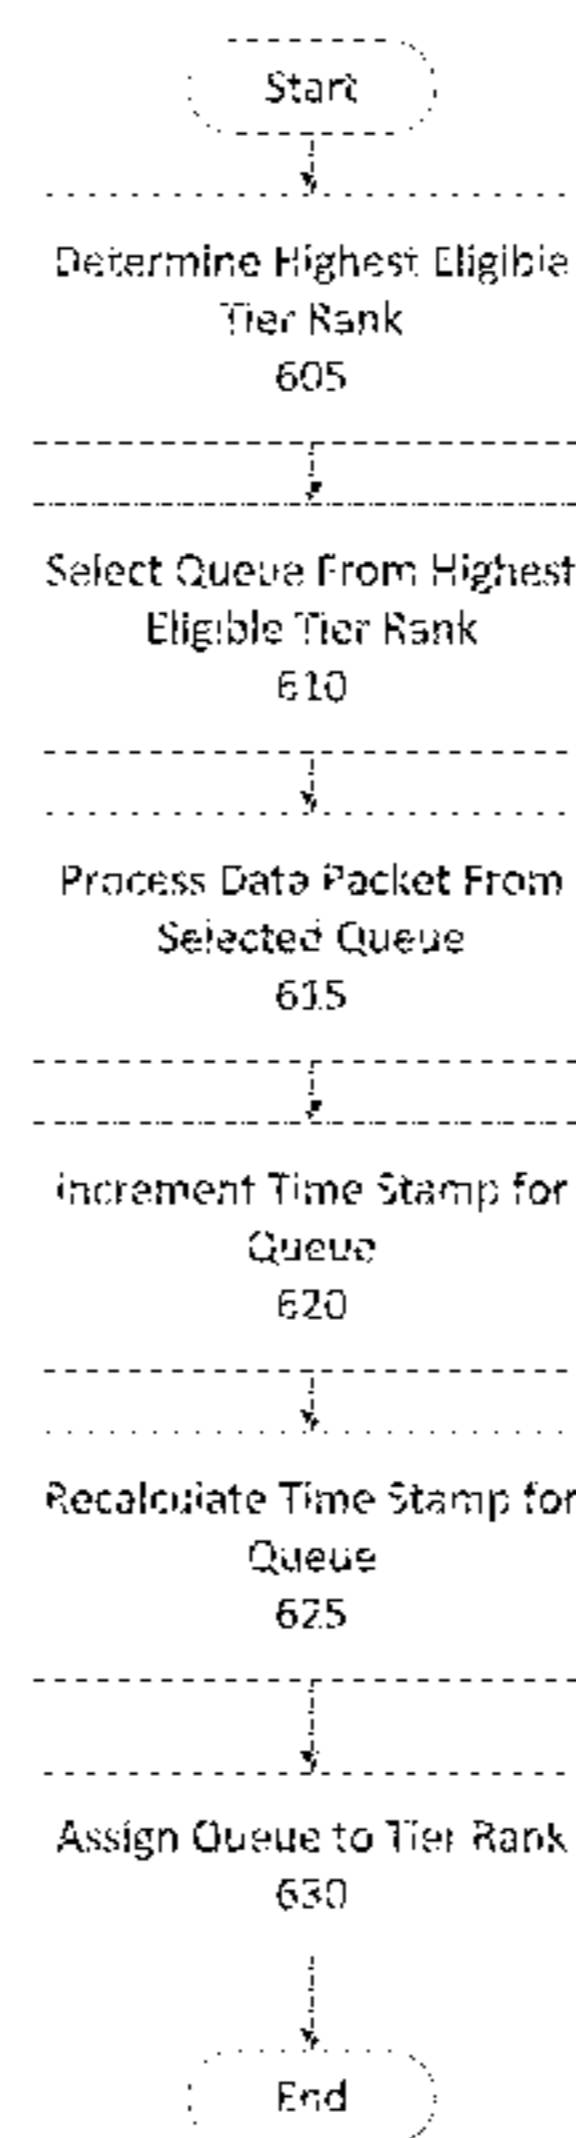 Start
Determine Highest Eligible
Tier Rank
605
Select Queue From Highest
Eligible Tier Rank
610
Process Data Packet From
Selected Queue
615
Increment Time Stamp for
Queue
620
Recalculate Time Stamp for
Queue
625
Assign Queue to Tier Rank
630
End